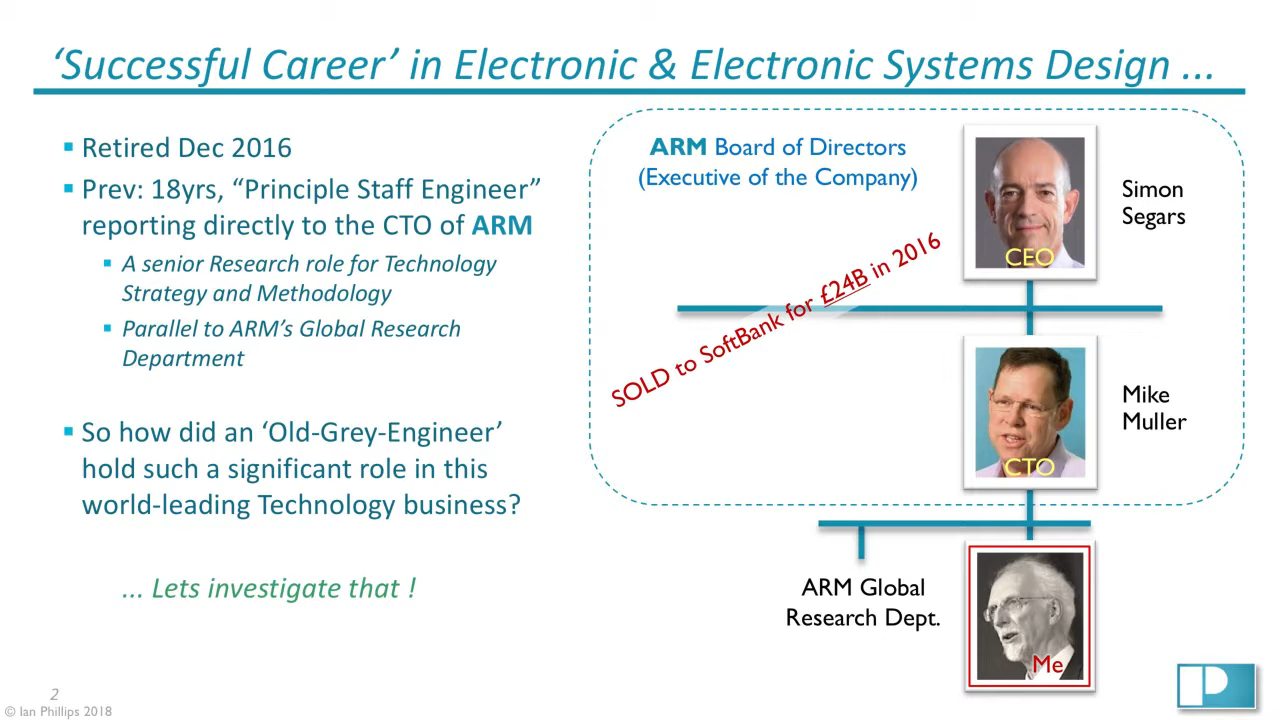 ‘Successful Career’ in Electronic & Electronic Systems Design ...
Retired Dec 2016
Prev: 18yrs, “Principle Staff Engineer”
reporting directly to the CTO of ARM
A senior Research role for Technology
Strategy and Methodology
Parallel to ARM’s Global Research
Department
So how did an ‘Old-Grey-Engineer’
hold such a significant role in this
world-leading Technology business?
... Lets investigate that !
ARM Board of Directors
(Executive of the Company)
SOLD to SoftBank for £24B in 2016
CEO
Simon
Segars
CTO
Mike
Muller
ARM Global
Research Dept.
Me
P
2
© Ian Phillips 2018